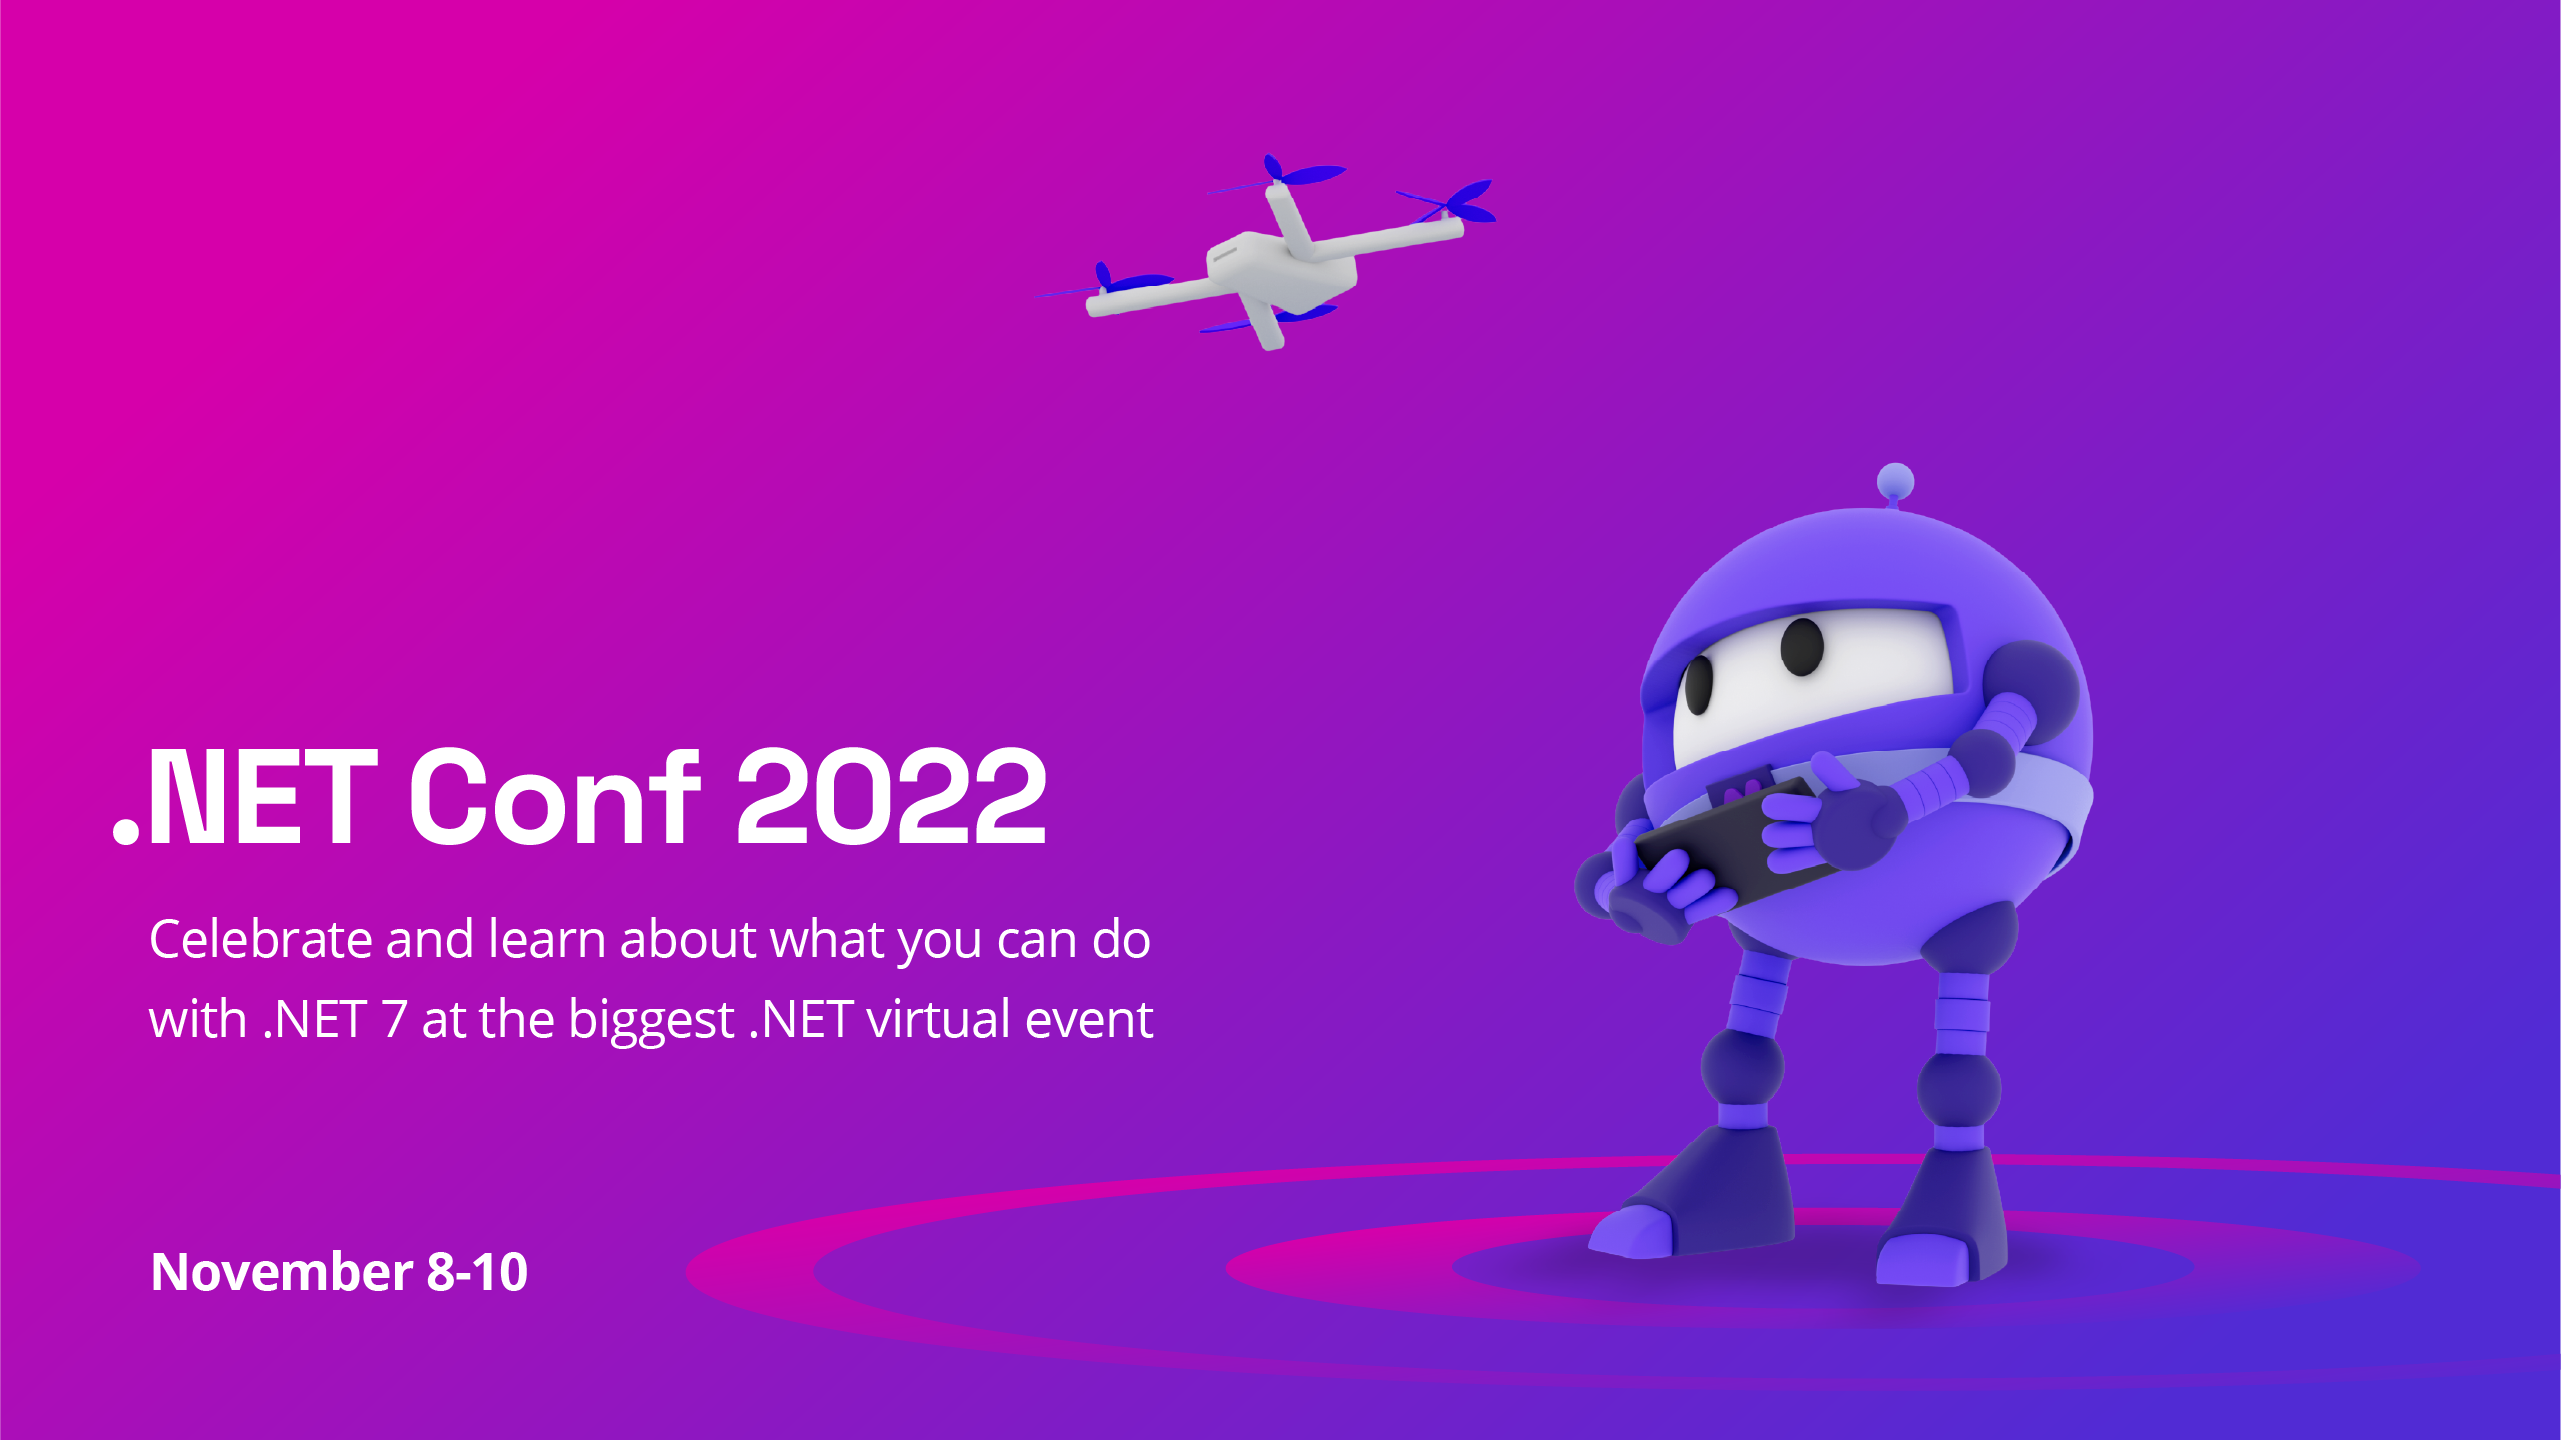 .NET Conf 2022
Celebrate and learn about what you can do
with .NET 7 at the biggest .NET virtual event
November 8-10